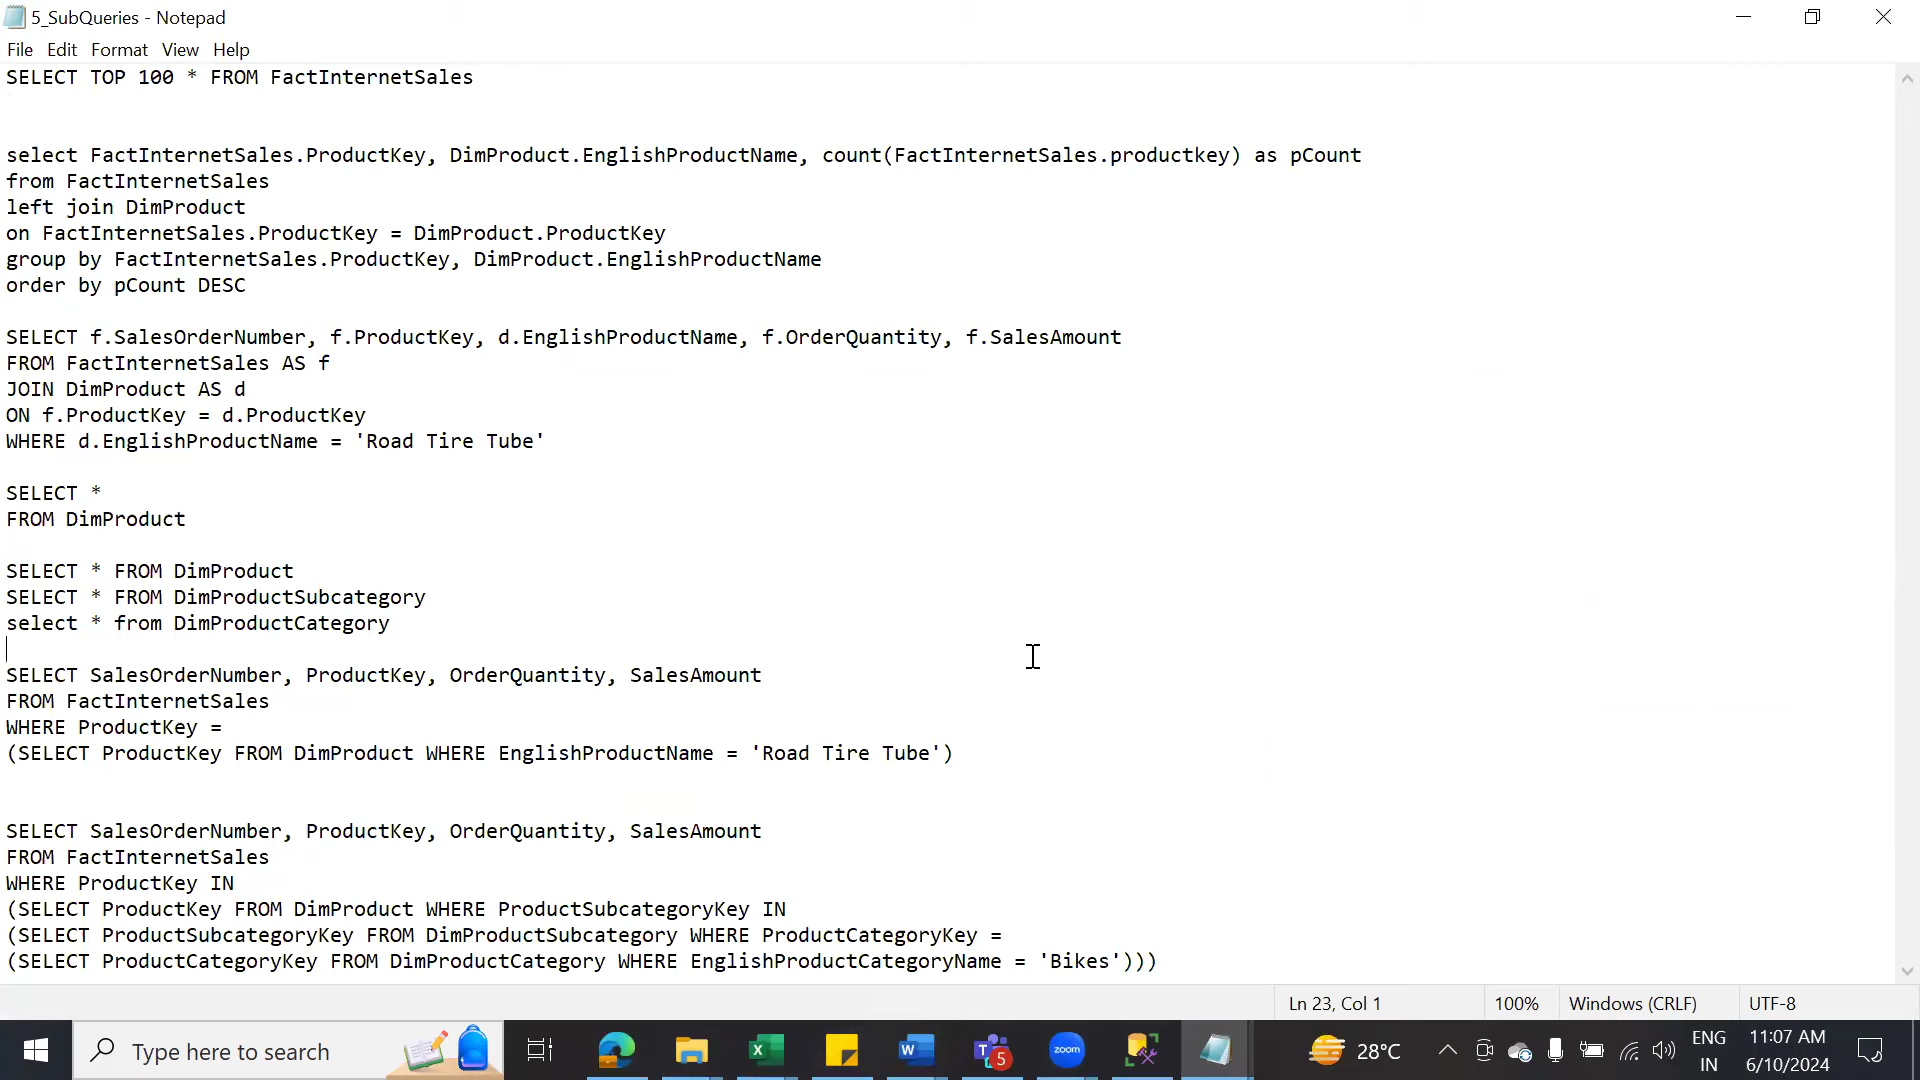 5_SubQueries - Notepad
File Edit Format View Help
SELECT TOP 100 * FROM FactInternetSales
select FactInternetSales.ProductKey, DimProduct.EnglishProductName, count(FactInternetSales.productkey) as pCount
from FactInternetSales
left join DimProduct
on FactInternetSales.ProductKey = DimProduct.ProductKey
group by FactInternetSales.ProductKey, DimProduct.EnglishProductName
order by pCount DESC
SELECT f.SalesOrderNumber, f.ProductKey, d.EnglishProductName, f.OrderQuantity, f.SalesAmount
FROM FactInternetSales AS f
JOIN DimProduct AS d
ON f.ProductKey = d.ProductKey
WHERE d.EnglishProductName = 'Road Tire Tube'
SELECT *
FROM DimProduct
SELECT * FROM DimProduct
SELECT * FROM DimProductSubcategory
select * from DimProductCategory
SELECT SalesOrderNumber, ProductKey, OrderQuantity, SalesAmount
FROM FactInternetSales
WHERE ProductKey =
(SELECT ProductKey FROM DimProduct WHERE EnglishProductName = 'Road Tire Tube')
SELECT SalesOrderNumber, ProductKey, OrderQuantity, SalesAmount
FROM FactInternetSales
WHERE ProductKey IN
(SELECT ProductKey FROM DimProduct WHERE ProductSubcategoryKey IN
(SELECT ProductSubcategoryKey FROM DimProductSubcategory WHERE ProductCategoryKey =
(SELECT ProductCategoryKey FROM DimProductCategory WHERE EnglishProductCategoryName = 'Bikes')))
Ln 23, Col 1 100% Windows (CRLF) UTF-8
Type here to search
W
5
zoom
28°C
ENG
IN
11:07 AM
6/10/2024